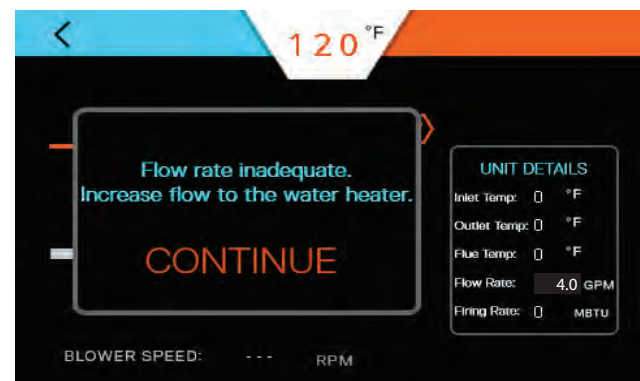 120°F
Flow rate inadequate.
Increase flow to the water heater.
CONTINUE
UNIT DETAILS
Inlet Temp: 0 °F
Outlet Temp: 0 °F
Flue Temp: 0 °F
Flow Rate: 4.0 GPM
Firing Rate: 0 MBTU
BLOWER SPEED: --- RPM